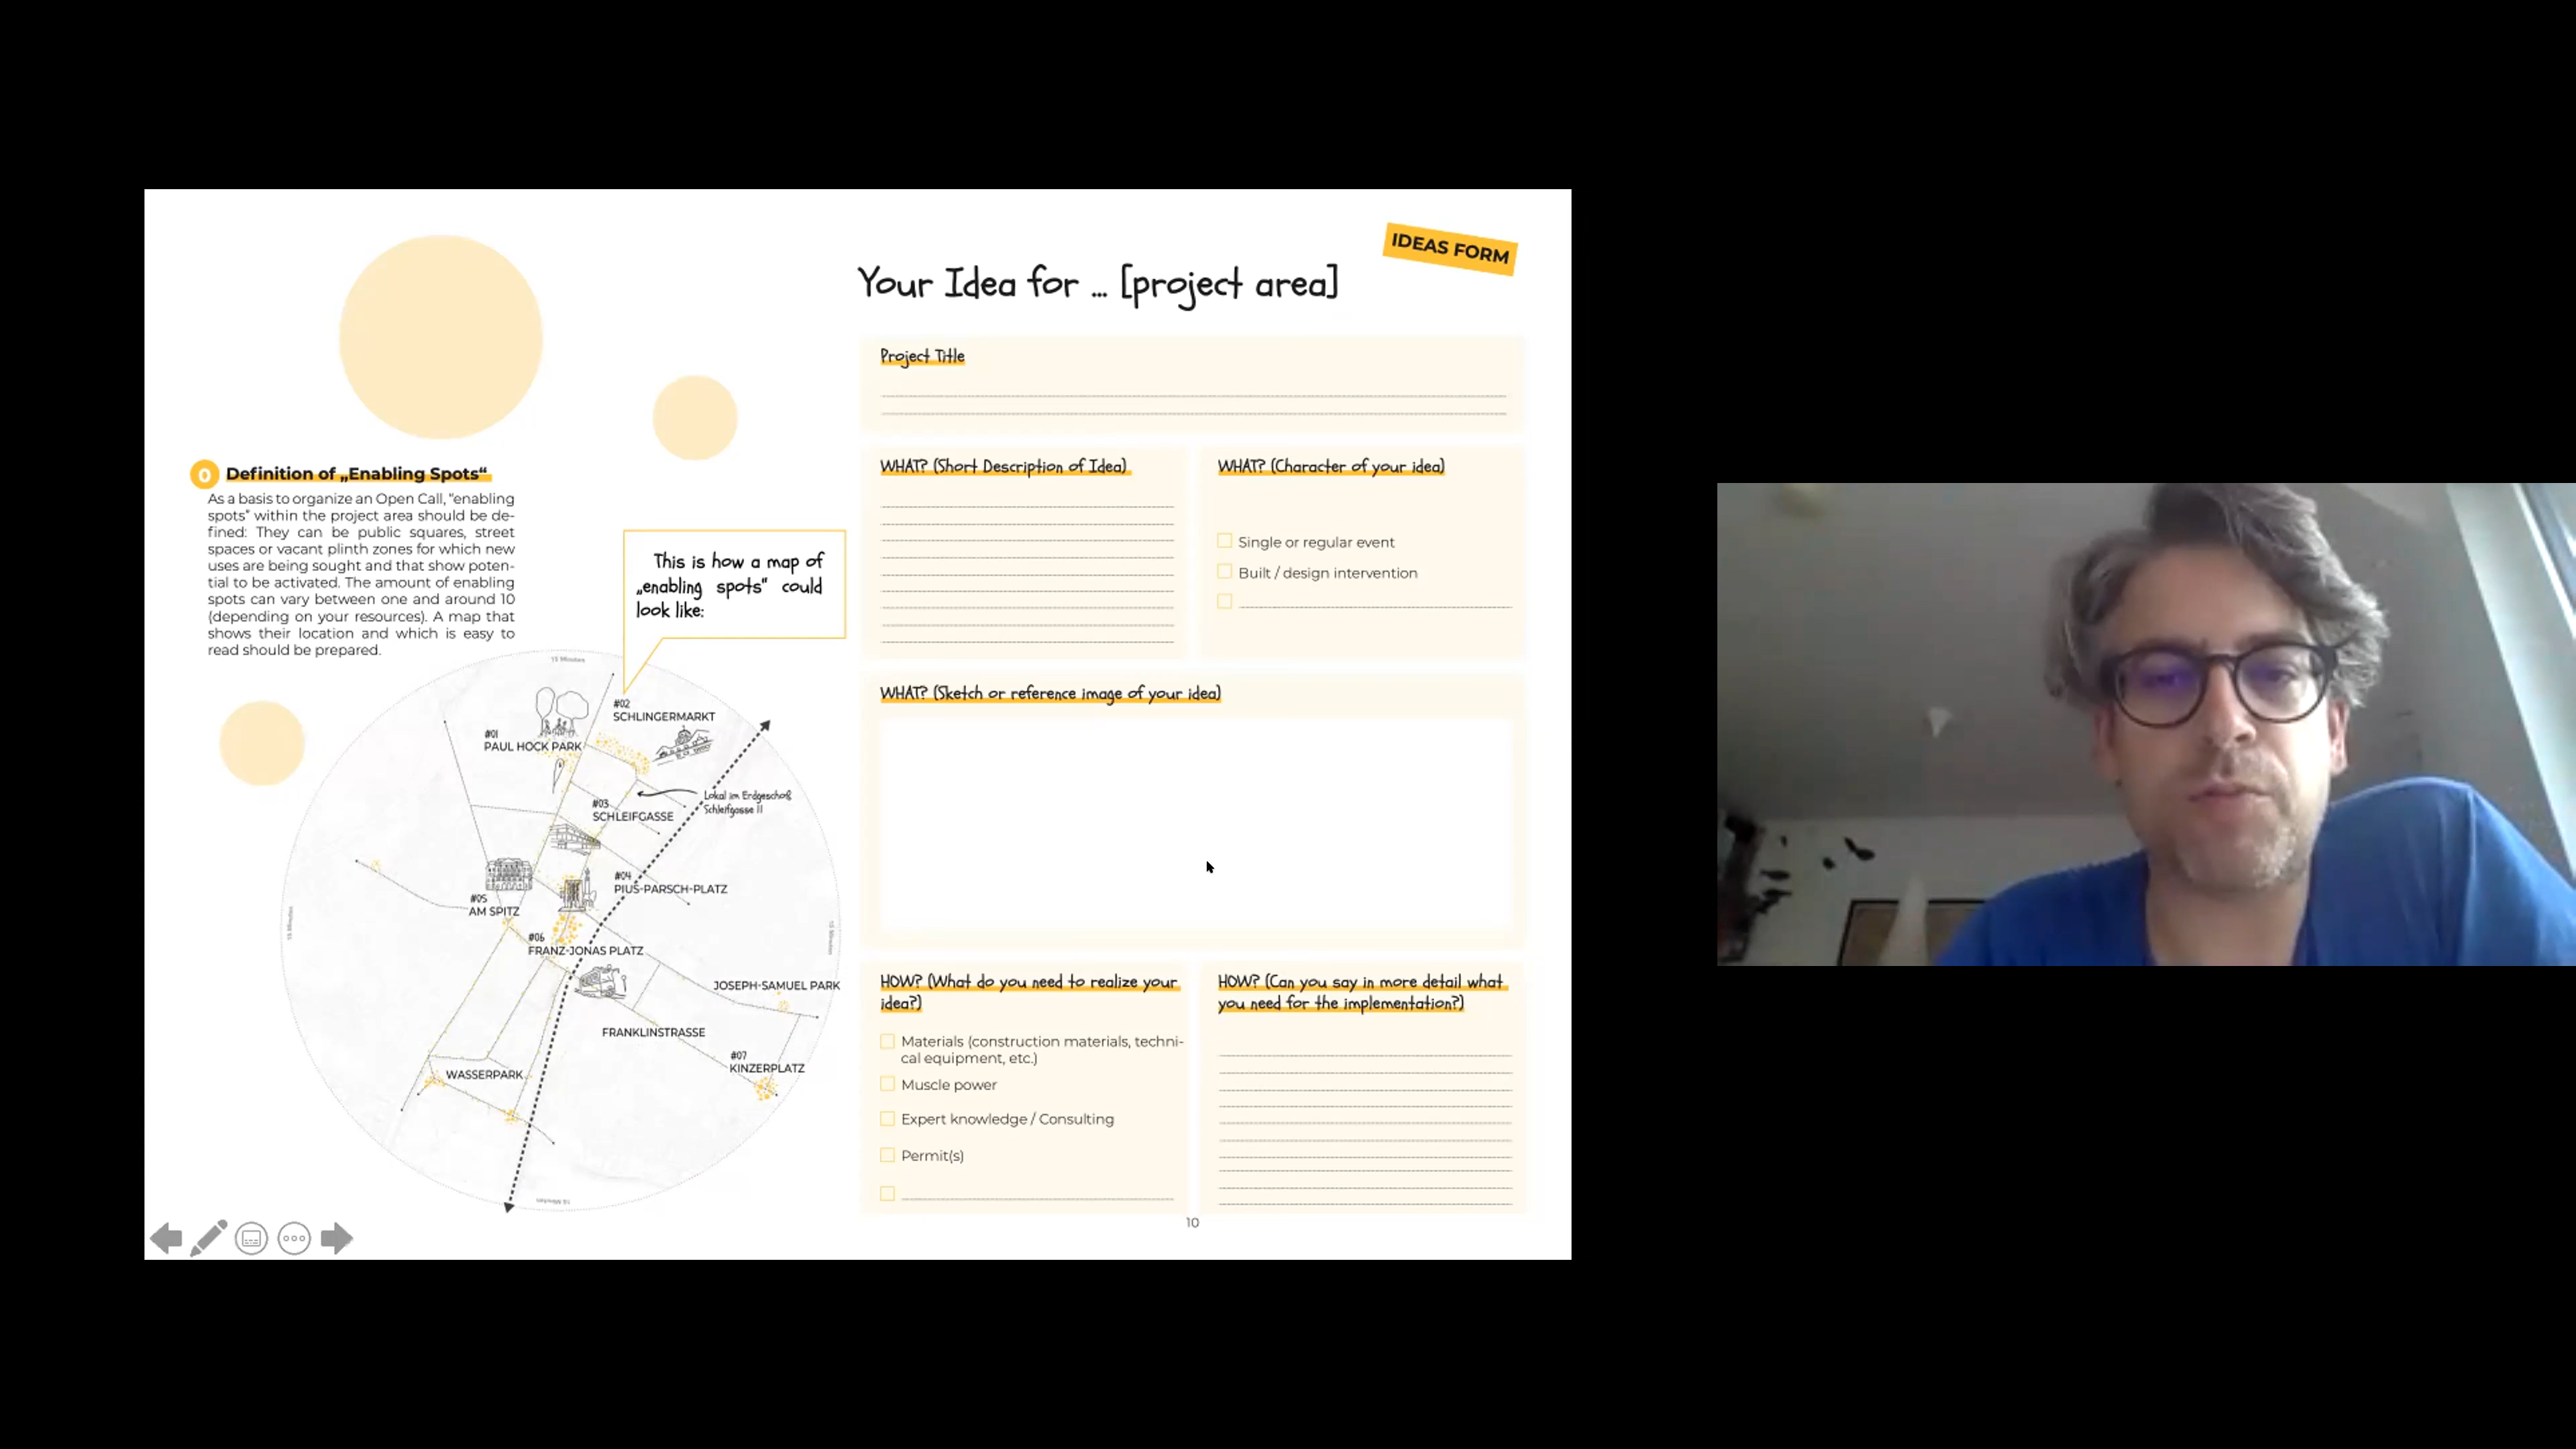 IDEAS FORM
Your Idea for ... [project area]
0 Definition of „Enabling Spots“
As a basis to organize an Open Call, “enabling
spots” within the project area should be de-
fined: They can be public squares, street
spaces or vacant plinth zones for which new
uses are being sought and that show poten-
tial to be activated. The amount of enabling
spots can vary between one and around 10
(depending on your resources). A map that
shows their location and which is easy to
read should be prepared.
This is how a map of
„enabling spots“ could
look like:
15 Minuten
#01
PAUL HOCK PARK
#02
SCHLINGERMARKT
Lokal im Erdgeschoß
Schleifgasse 11
#03
SCHLEIFGASSE
#04
PIUS-PARSCH-PLATZ
#05
AM SPITZ
#06
FRANZ-JONAS PLATZ
JOSEPH-SAMUEL PARK
FRANKLINSTRASSE
#07
KINZERPLATZ
WASSERPARK
15 Minuten
15 Minuten
15 Minuten
Project Title
WHAT? (Short Description of Idea)
WHAT? (Character of your idea)
Single or regular event
Built / design intervention
WHAT? (Sketch or reference image of your idea)
HOW? (What do you need to realize your
idea?)
Materials (construction materials, techni-
cal equipment, etc.)
Muscle power
Expert knowledge / Consulting
Permit(s)
HOW? (Can you say in more detail what
you need for the implementation?)
10